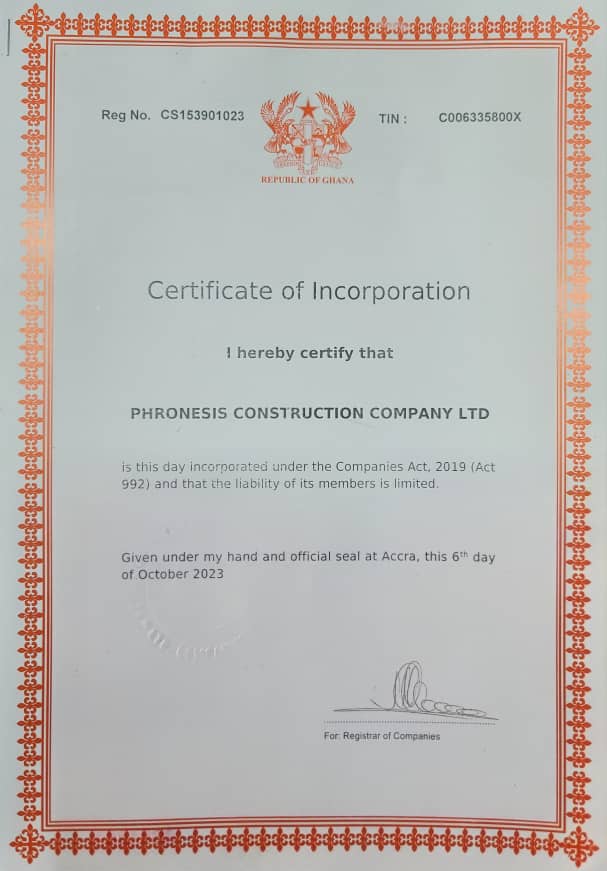 Reg No. CS153901023
TIN : C006335800X
REPUBLIC OF GHANA
Certificate of Incorporation
I hereby certify that
PHRONESIS CONSTRUCTION COMPANY LTD
is this day incorporated under the Companies Act, 2019 (Act
992) and that the liability of its members is limited.
Given under my hand and official seal at Accra, this 6th day
of October 2023
For: Registrar of Companies